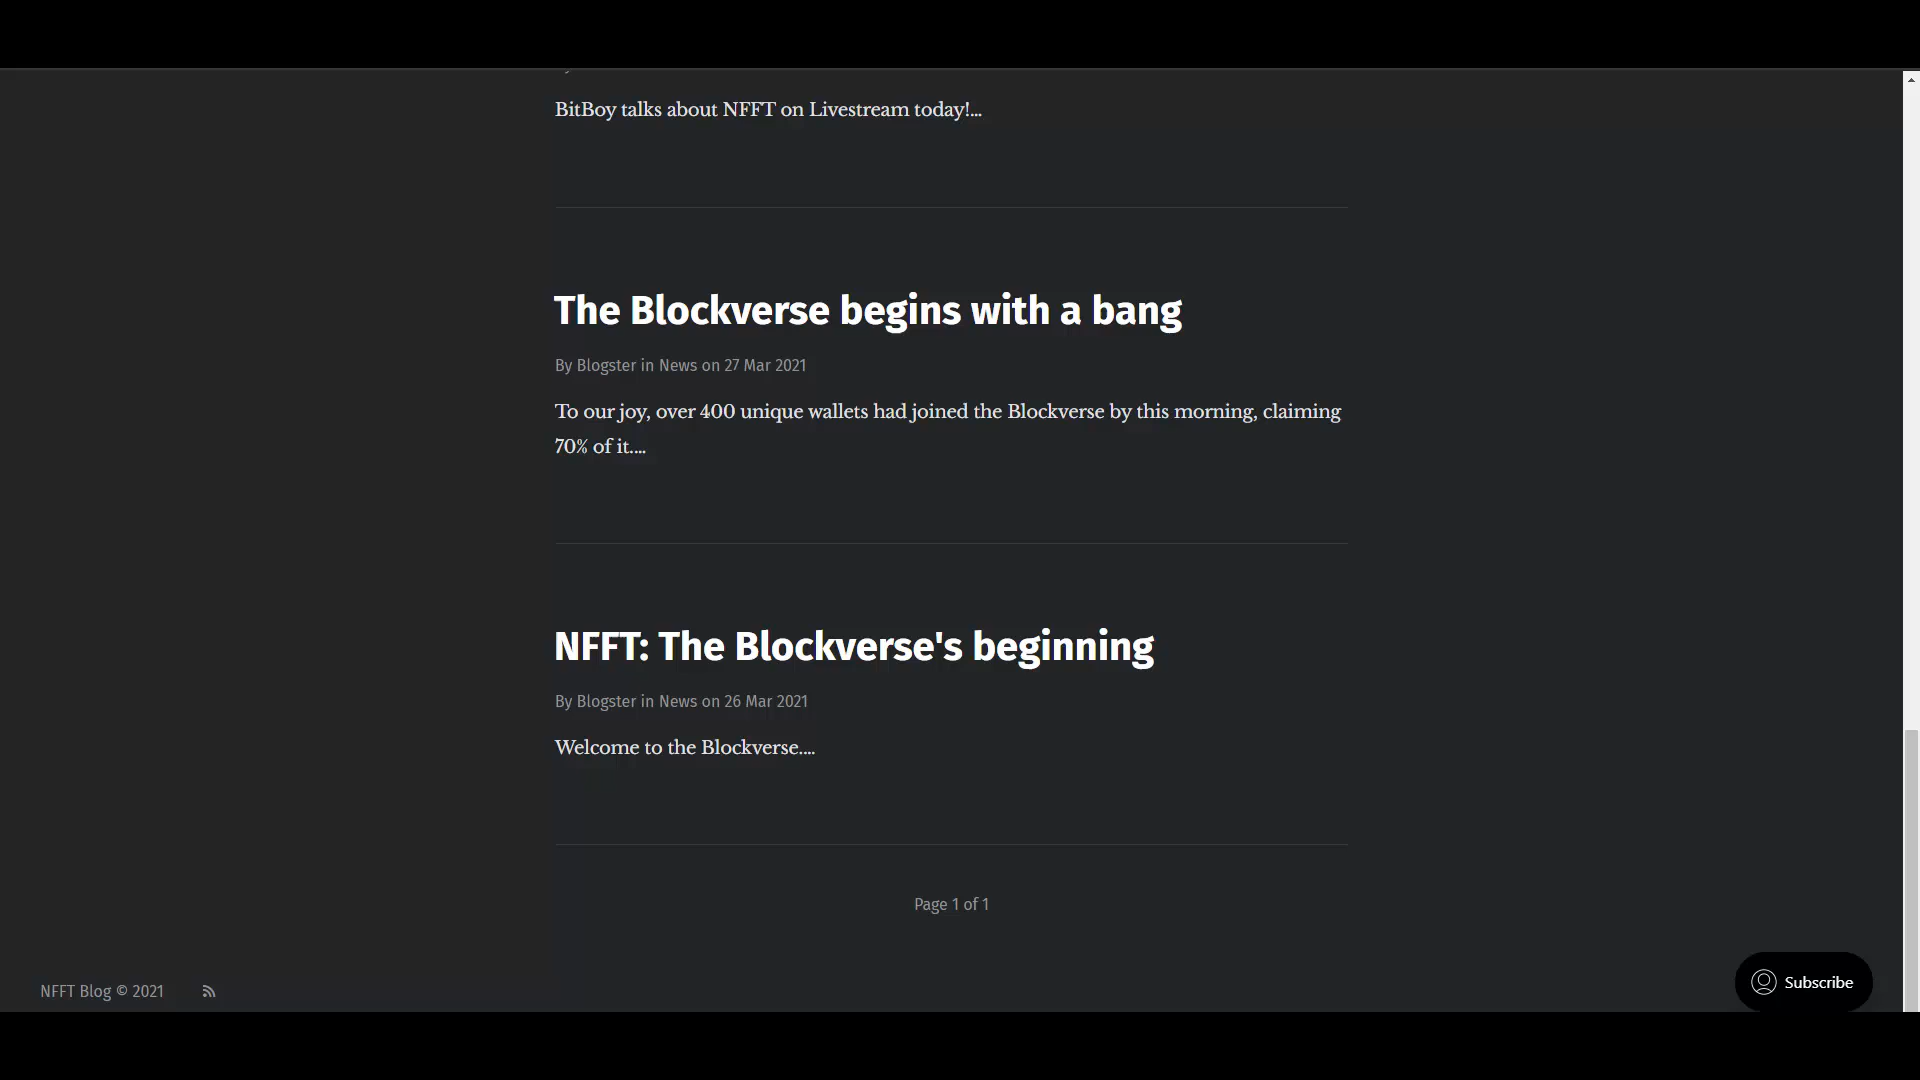 BitBoy talks about NFFT on Livestream today!...
The Blockverse begins with a bang
By Blogster in News on 27 Mar 2021
To our joy, over 400 unique wallets had joined the Blockverse by this morning, claiming
70% of it....
NFFT: The Blockverse's beginning
By Blogster in News on 26 Mar 2021
Welcome to the Blockverse....
Page 1 of 1
NFFT Blog © 2021
Subscribe